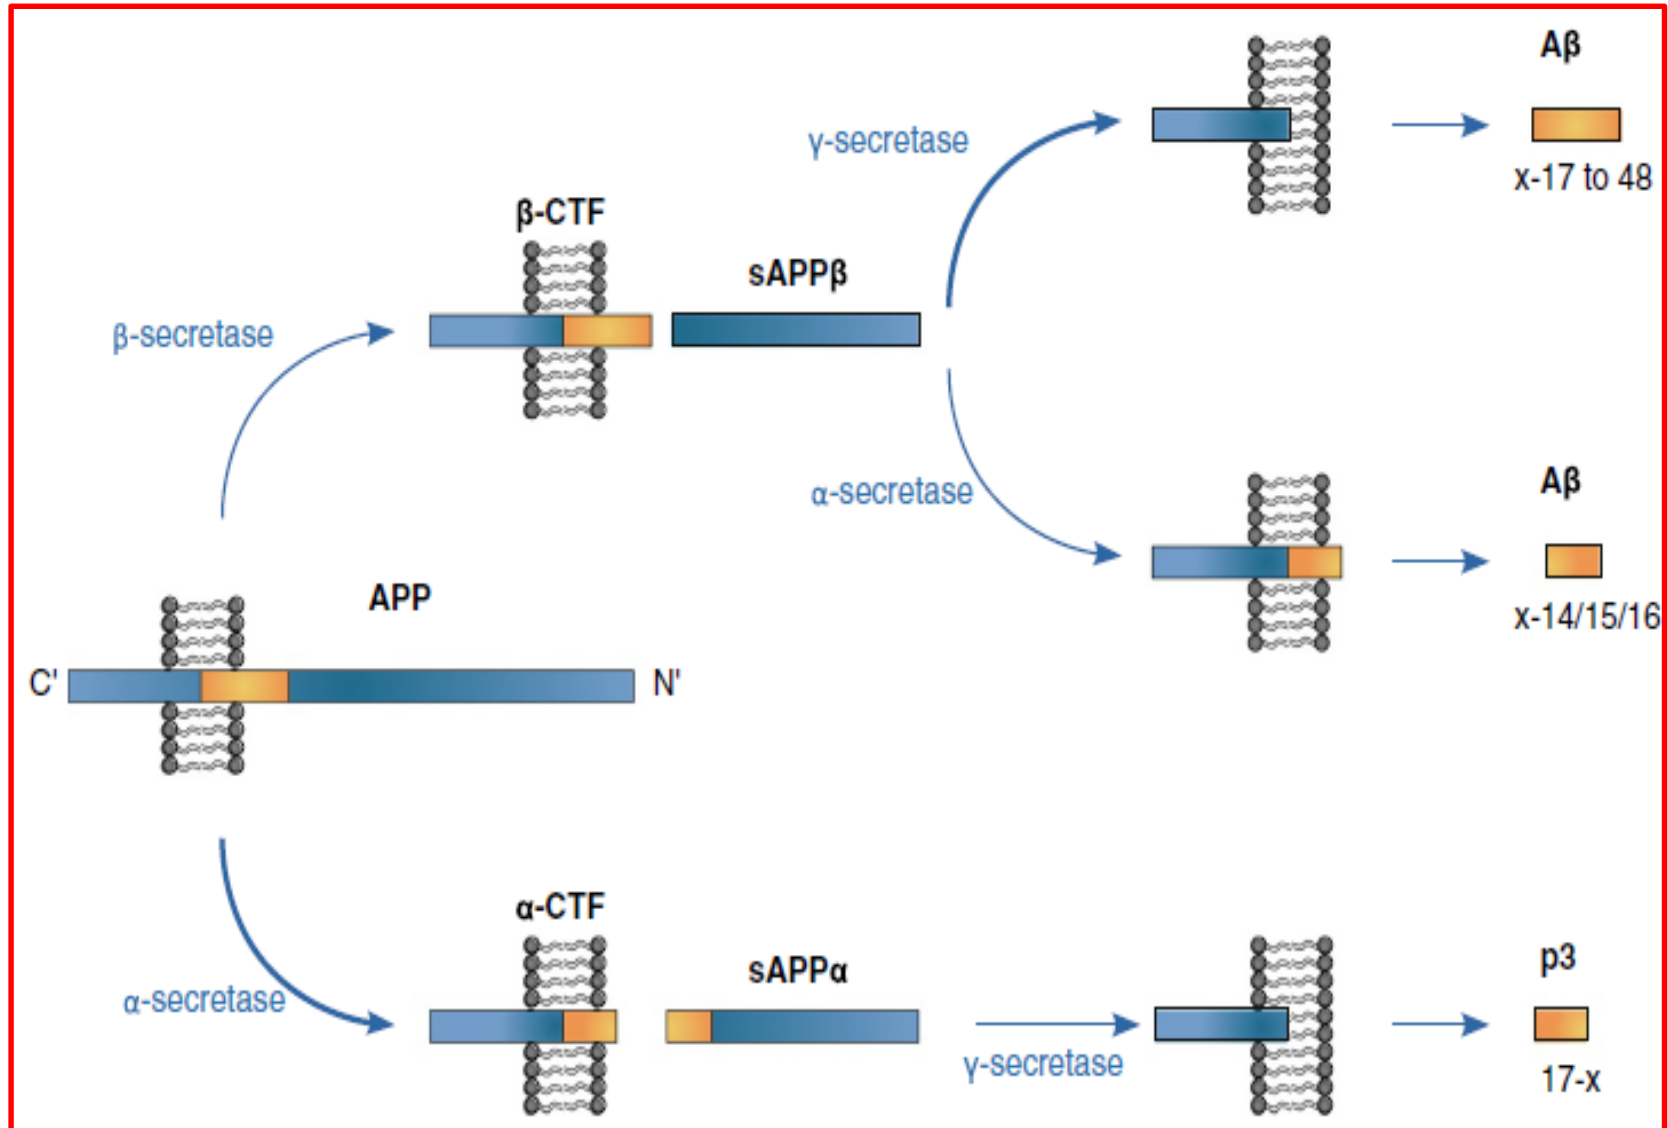 Aβ
γ-secretase
x-17 to 48
β-CTF
sAPPβ
β-secretase
Aβ
α-secretase
x-14/15/16
APP
C'
N'
α-CTF
sAPPα
p3
α-secretase
γ-secretase
17-x